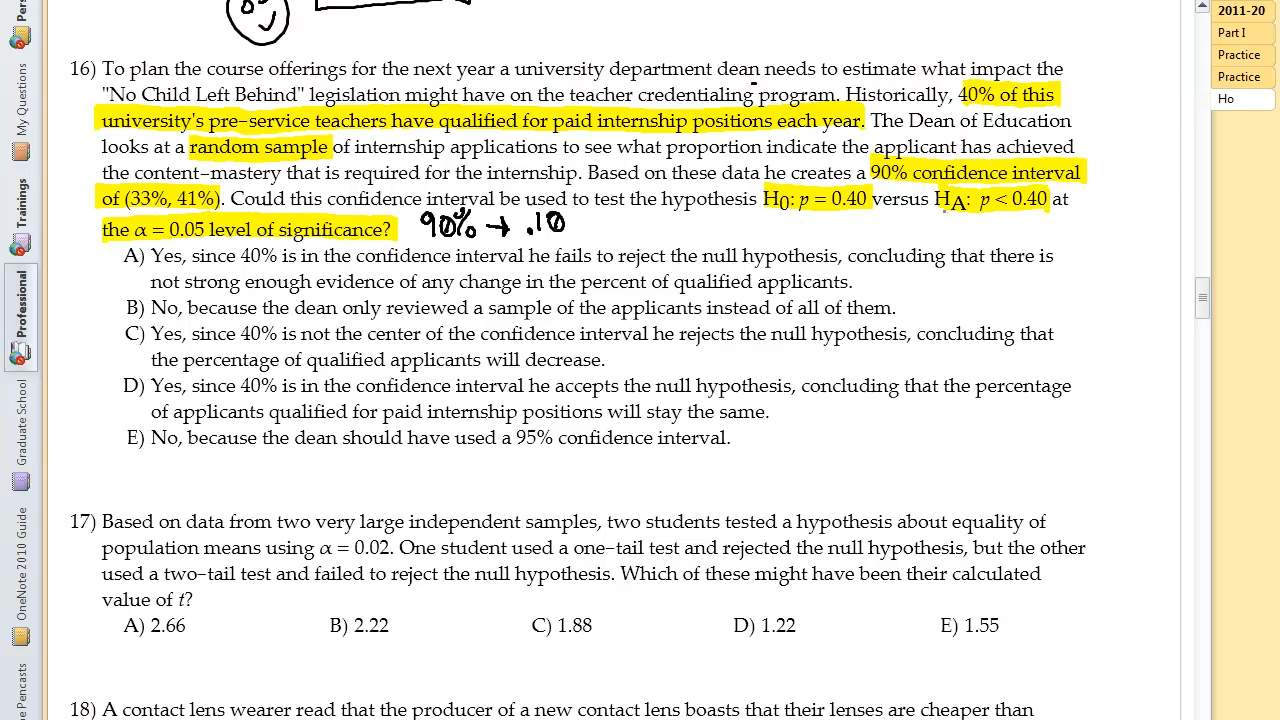 2011-20
Part I
Practice
Practice
Ho
My Questions
Trainings
Professional
Graduate School
OneNote 2010 Guide
e Pencasts
16) To plan the course offerings for the next year a university department dean needs to estimate what impact the
"No Child Left Behind" legislation might have on the teacher credentialing program. Historically, 40% of this
university's pre-service teachers have qualified for paid internship positions each year. The Dean of Education
looks at a random sample of internship applications to see what proportion indicate the applicant has achieved
the content-mastery that is required for the internship. Based on these data he creates a 90% confidence interval
of (33%, 41%). Could this confidence interval be used to test the hypothesis H0: p = 0.40 versus HA: p < 0.40 at
the α = 0.05 level of significance? 90% → .10
A) Yes, since 40% is in the confidence interval he fails to reject the null hypothesis, concluding that there is
not strong enough evidence of any change in the percent of qualified applicants.
B) No, because the dean only reviewed a sample of the applicants instead of all of them.
C) Yes, since 40% is not the center of the confidence interval he rejects the null hypothesis, concluding that
the percentage of qualified applicants will decrease.
D) Yes, since 40% is in the confidence interval he accepts the null hypothesis, concluding that the percentage
of applicants qualified for paid internship positions will stay the same.
E) No, because the dean should have used a 95% confidence interval.
17) Based on data from two very large independent samples, two students tested a hypothesis about equality of
population means using α = 0.02. One student used a one-tail test and rejected the null hypothesis, but the other
used a two-tail test and failed to reject the null hypothesis. Which of these might have been their calculated
value of t?
A) 2.66 B) 2.22 C) 1.88 D) 1.22 E) 1.55
18) A contact lens wearer read that the producer of a new contact lens boasts that their lenses are cheaper than